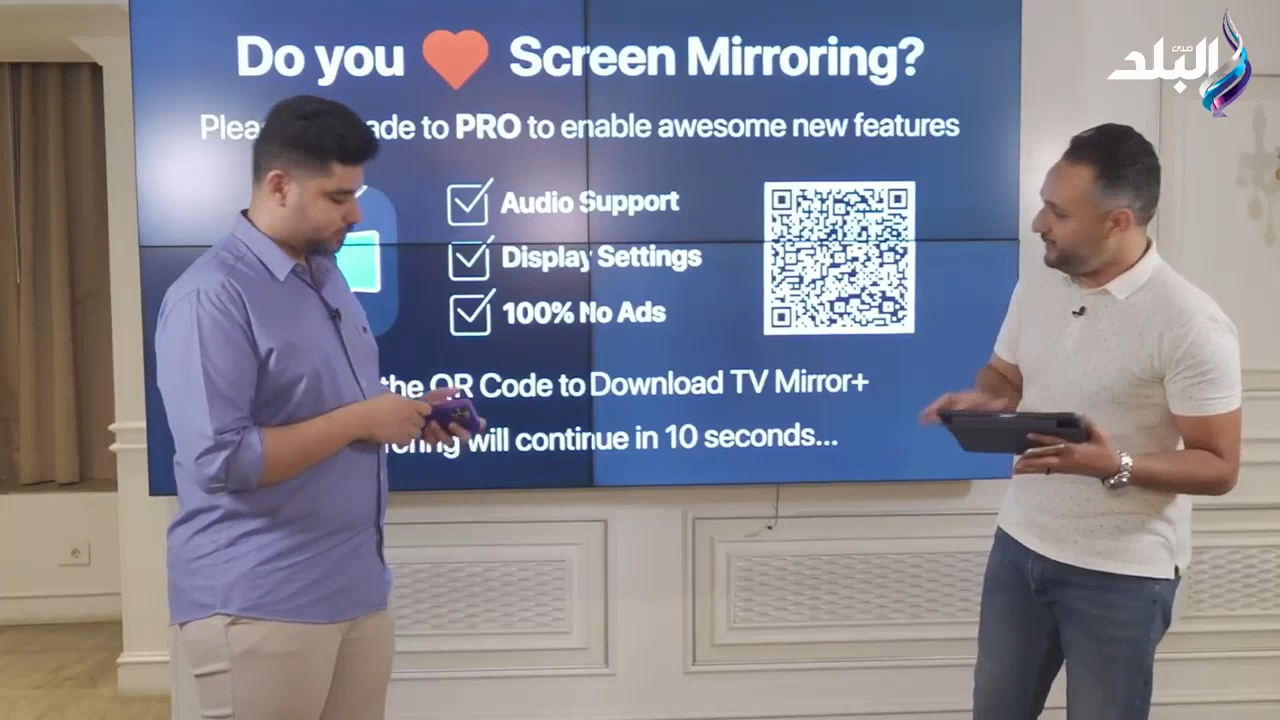 صدى
البلد
Do you Screen Mirroring?
to PRO to enable awesome new features
Audio Support
Display Settings
100% No Ads
the QR Code to Download TV Mirror+
will continue in 10 seconds...